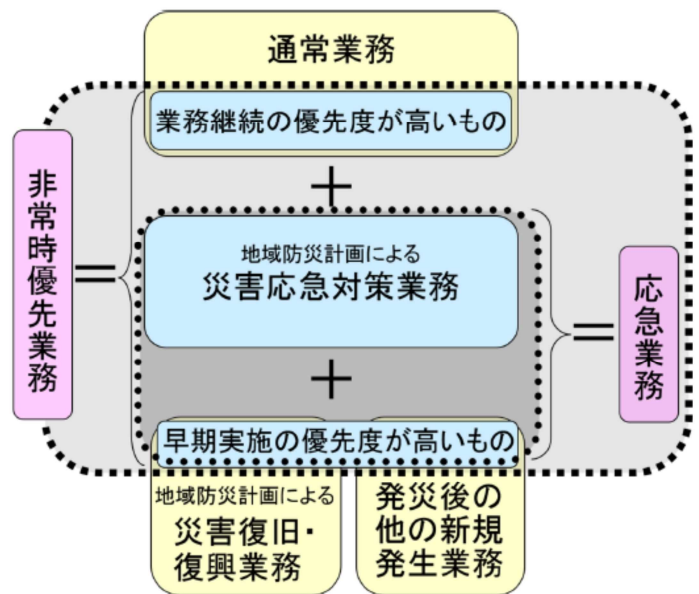 通常業務
業務継続の優先度が高いもの
+
非常時優先業務
=
地域防災計画による
災害応急対策業務
=
応急業務
+
早期実施の優先度が高いもの
地域防災計画による
災害復旧・
復興業務
発災後の
他の新規
発生業務